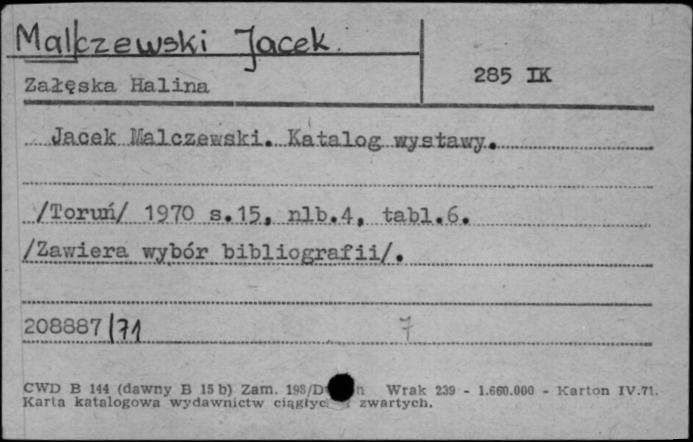 Malczewski Jacek.
Załęska Halina
285 IK
Jacek Malczewski. Katalog wystawy.
/Toruń/ 1970 s.15, nlb.4, tabl.6.
/Zawiera wybór bibliografii/.
208887/71
7
CWD B 144 (dawny B 15 b) Zam. Wrak 239 - 1.660.000 - Karton IV.71.
Karta katalogowa wydawnictw zwartych.